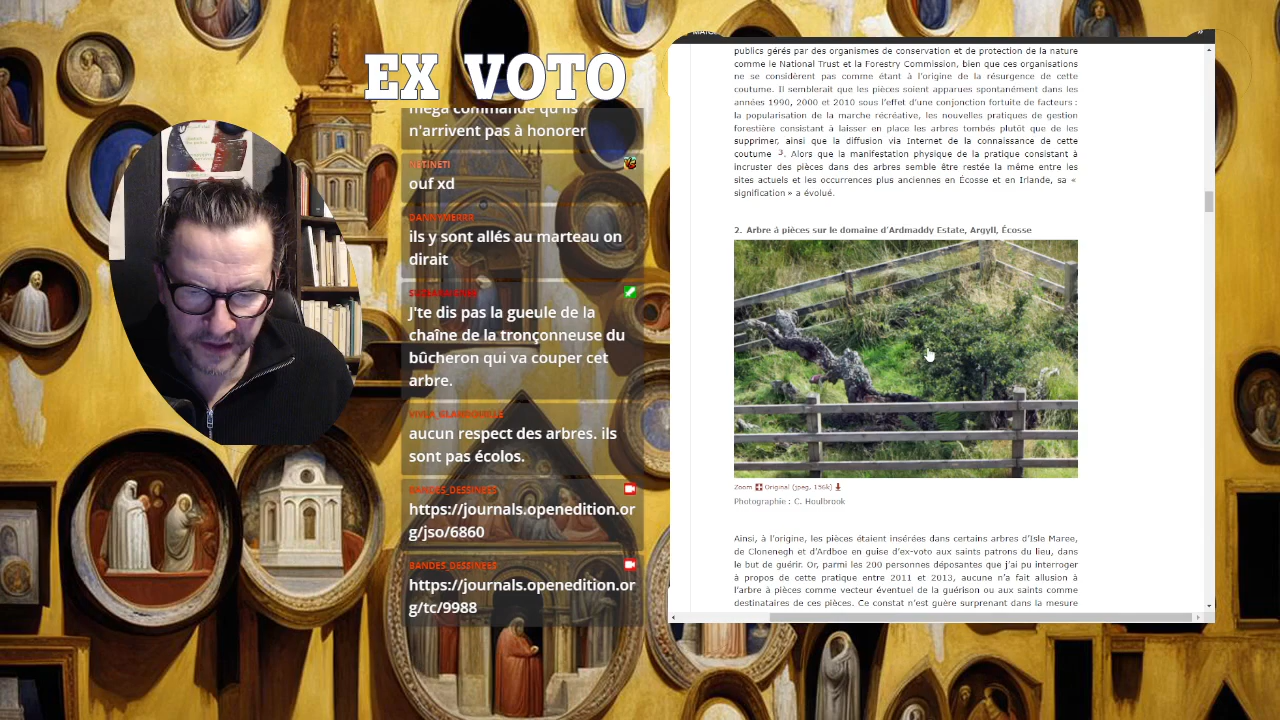 EX VOTO
méga commande qu'ils
n'arrivent pas à honorer
NETINETI
ouf xd
DANNYMERRR
ils y sont allés au marteau on
dirait
J'te dis pas la gueule de la
chaîne de la tronçonneuse du
bûcheron qui va couper cet
arbre.
aucun respect des arbres. ils
sont pas écolos.
BANDES_DESSINEES
https://journals.openedition.or
g/jso/6860
BANDES_DESSINEES
https://journals.openedition.or
g/tc/9988
publics gérés par des organismes de conservation et de protection de la nature
comme le National Trust et la Forestry Commission, bien que ces organisations
ne se considèrent pas comme étant à l'origine de la résurgence de cette
coutume. Il semblerait que les pièces soient apparues spontanément dans les
années 1990, 2000 et 2010 sous l'effet d'une conjonction fortuite de facteurs :
la popularisation de la marche récréative, les nouvelles pratiques de gestion
forestière consistant à laisser en place les arbres tombés plutôt que de les
supprimer, ainsi que la diffusion via Internet de la connaissance de cette
coutume 3. Alors que la manifestation physique de la pratique consistant à
incruster des pièces dans des arbres semble être restée la même entre les
sites actuels et les occurrences plus anciennes en Écosse et en Irlande, sa «
signification » a évolué.
2. Arbre à pièces sur le domaine d'Ardmaddy Estate, Argyll, Écosse
Zoom Original (jpeg, 136k)
Photographie : C. Houlbrook
Ainsi, à l'origine, les pièces étaient insérées dans certains arbres d'Isle Maree,
de Clonenegh et d'Ardboe en guise d'ex-voto aux saints patrons du lieu, dans
le but de guérir. Or, parmi les 200 personnes déposantes que j'ai pu interroger
à propos de cette pratique entre 2011 et 2013, aucune n'a fait allusion à
l'arbre à pièces comme vecteur éventuel de la guérison ou aux saints comme
destinataires de ces pièces. Ce constat n'est guère surprenant dans la mesure